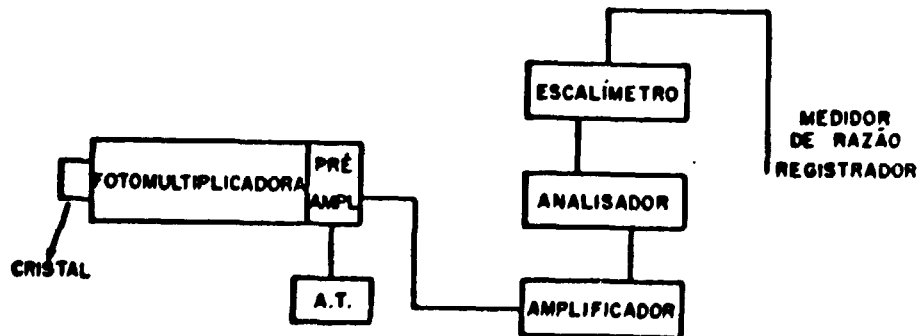 ESCALÍMETRO
MEDIDOR
DE RAZÃO
REGISTRADOR
PRÉ
FOTOMULTIPLICADORA
AMPL
ANALISADOR
CRISTAL
A.T.
AMPLIFICADOR